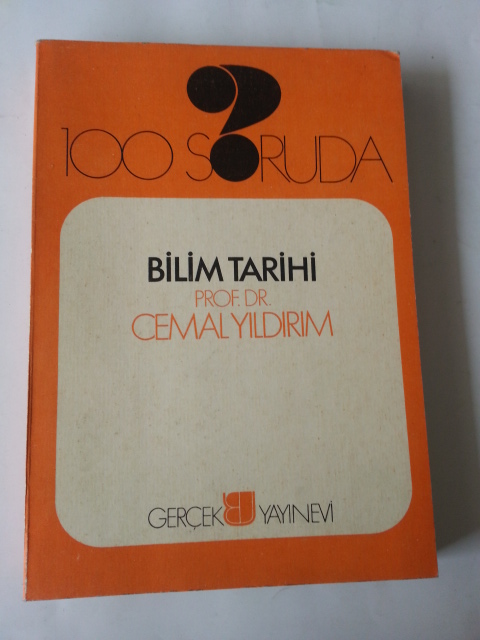 100 SORUDA
BİLİM TARİHİ
PROF. DR.
CEMAL YILDIRIM
GERÇEK YAYINEVİ